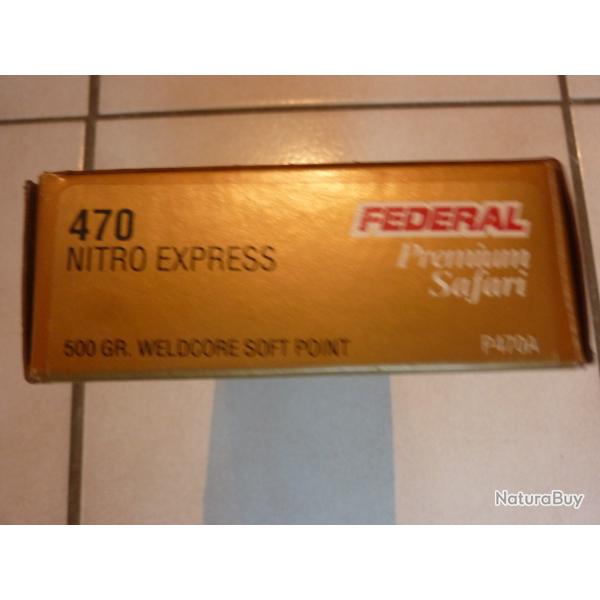 470
NITRO EXPRESS
FEDERAL
Premium
Safari
500 GR. WELDCORE SOFT POINT
P470A
NaturaBuy